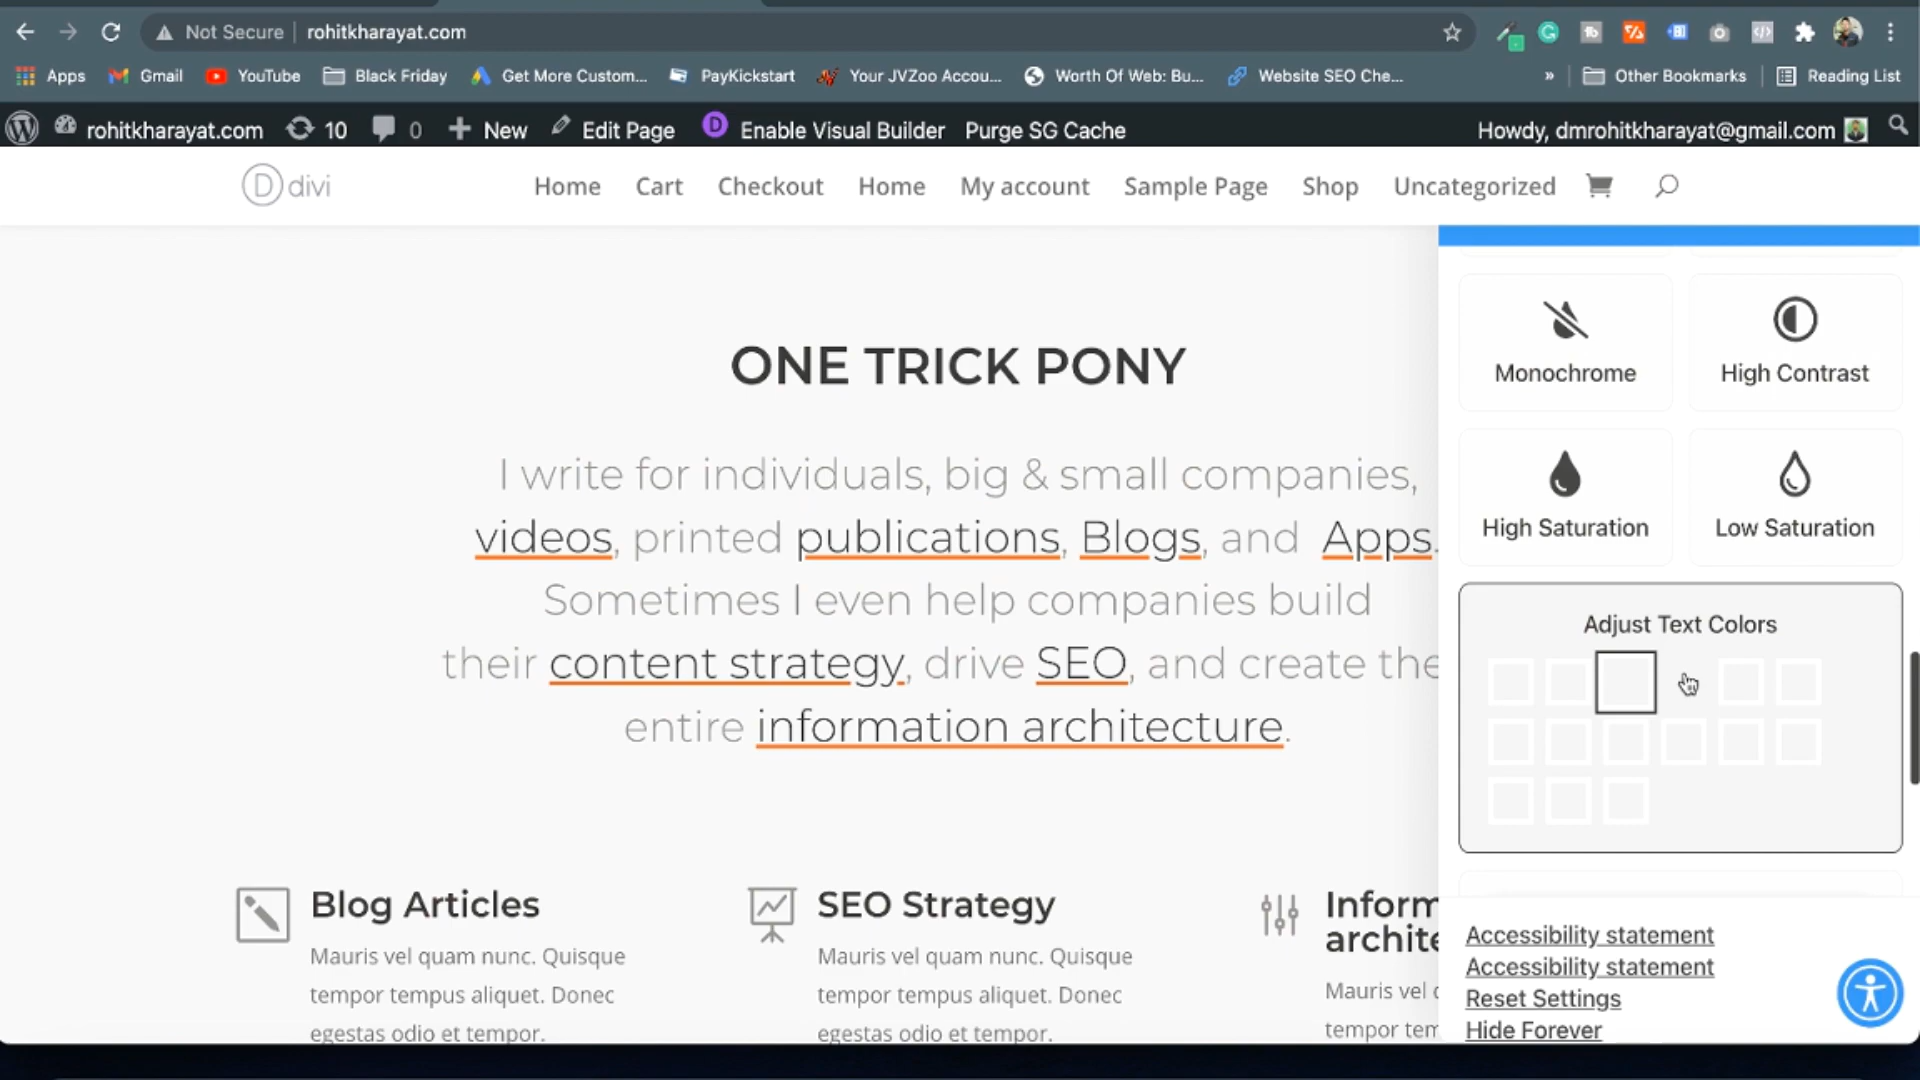 Not Secure rohitkharayat.com
Apps Gmail YouTube Black Friday Get More Custom... PayKickstart Your JVZoo Accou... Worth Of Web: Bu... Website SEO Che... » Other Bookmarks Reading List
rohitkharayat.com 10 0 New Edit Page Enable Visual Builder Purge SG Cache Howdy, dmrohitkharayat@gmail.com
divi Home Cart Checkout Home My account Sample Page Shop Uncategorized
ONE TRICK PONY
I write for individuals, big & small companies,
videos, printed publications, Blogs, and Apps.
Sometimes I even help companies build
their content strategy, drive SEO, and create the
entire information architecture.
Blog Articles
Mauris vel quam nunc. Quisque
tempor tempus aliquet. Donec
egestas odio et tempor.
SEO Strategy
Mauris vel quam nunc. Quisque
tempor tempus aliquet. Donec
egestas odio et tempor.
Inform
archite
Mauris vel
tempor tem
Monochrome
High Contrast
High Saturation
Low Saturation
Adjust Text Colors
Accessibility statement
Accessibility statement
Reset Settings
Hide Forever